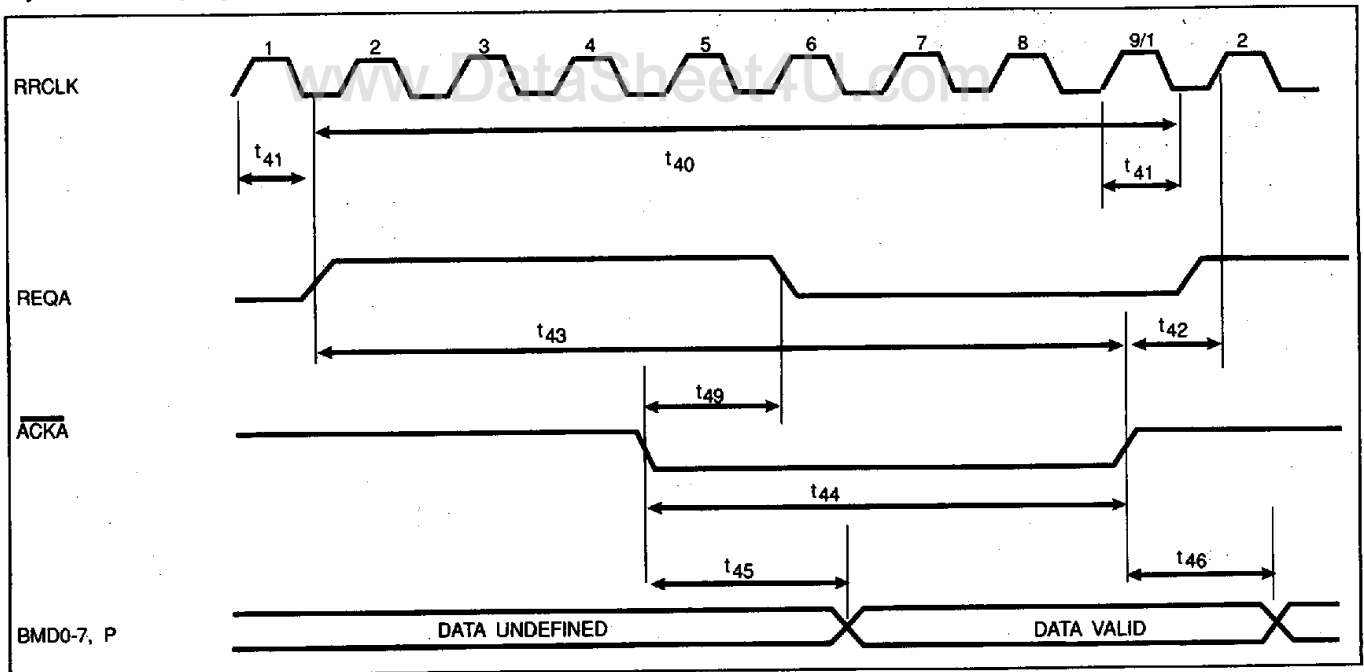 1 2 3 4 5 6 7 8 9/1 2
RRCLK
www.DataSheet4U.com
t41
t40
t41
REQA
t43
t42
t49
ACKA
t44
t45
t46
BMD0-7, P
DATA UNDEFINED
DATA VALID